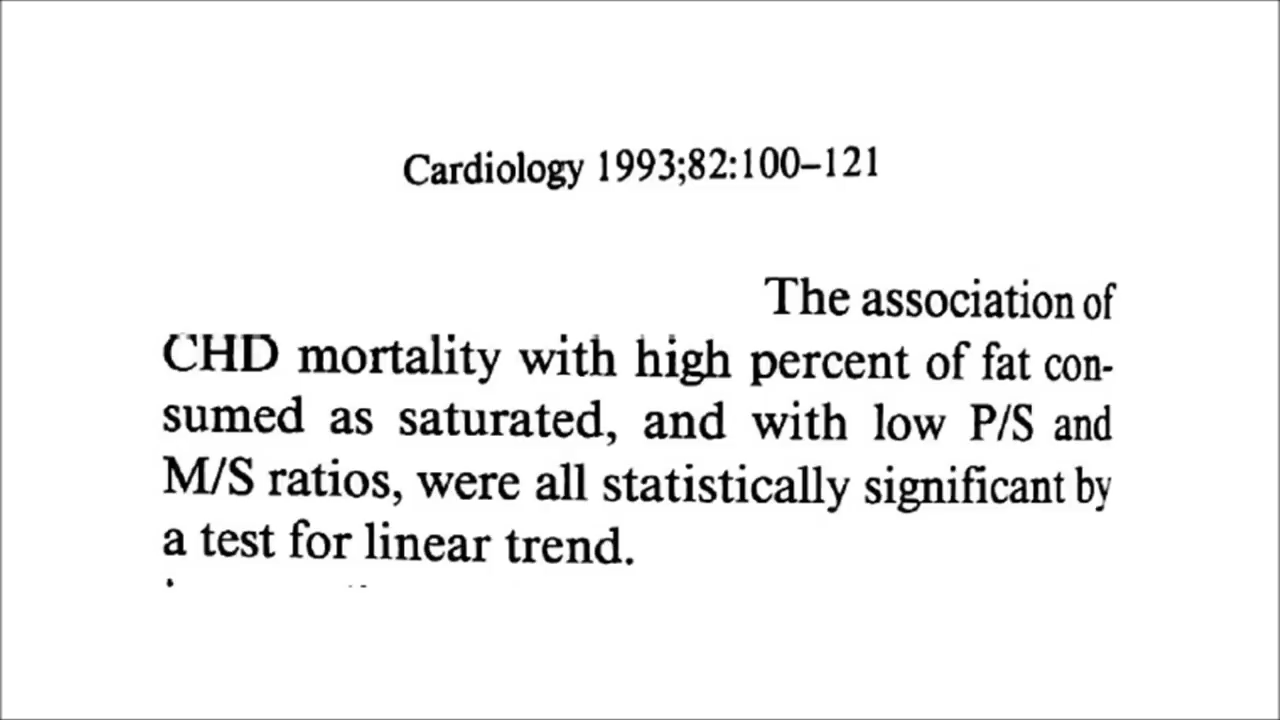 Cardiology 1993;82:100–121
The association of
CHD mortality with high percent of fat con-
sumed as saturated, and with low P/S and
M/S ratios, were all statistically significant by
a test for linear trend.